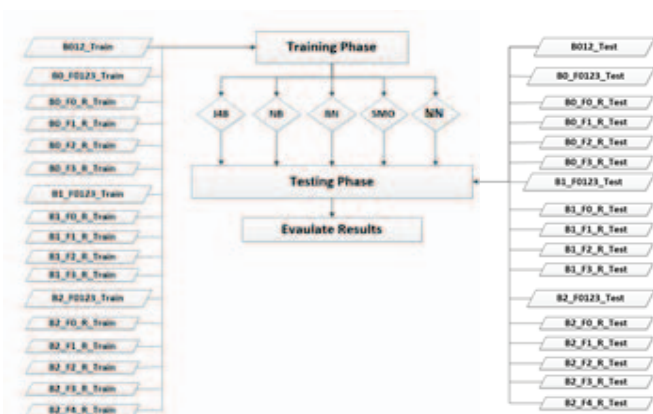 B012_Train
B0_F0123_Train
B0_F0_R_Train
B0_F1_R_Train
B0_F2_R_Train
B0_F3_R_Train
B1_F0123_Train
B1_F0_R_Train
B1_F1_R_Train
B1_F2_R_Train
B1_F3_R_Train
B2_F0123_Train
B2_F0_R_Train
B2_F1_R_Train
B2_F2_R_Train
B2_F3_R_Train
B2_F4_R_Train
Training Phase
J48
NB
BN
SMO
NN
Testing Phase
Evaulate Results
B012_Test
B0_F0123_Test
B0_F0_R_Test
B0_F1_R_Test
B0_F2_R_Test
B0_F3_R_Test
B1_F0123_Test
B1_F0_R_Test
B1_F1_R_Test
B1_F2_R_Test
B1_F3_R_Test
B2_F0123_Test
B2_F0_R_Test
B2_F1_R_Test
B2_F2_R_Test
B2_F3_R_Test
B2_F4_R_Test